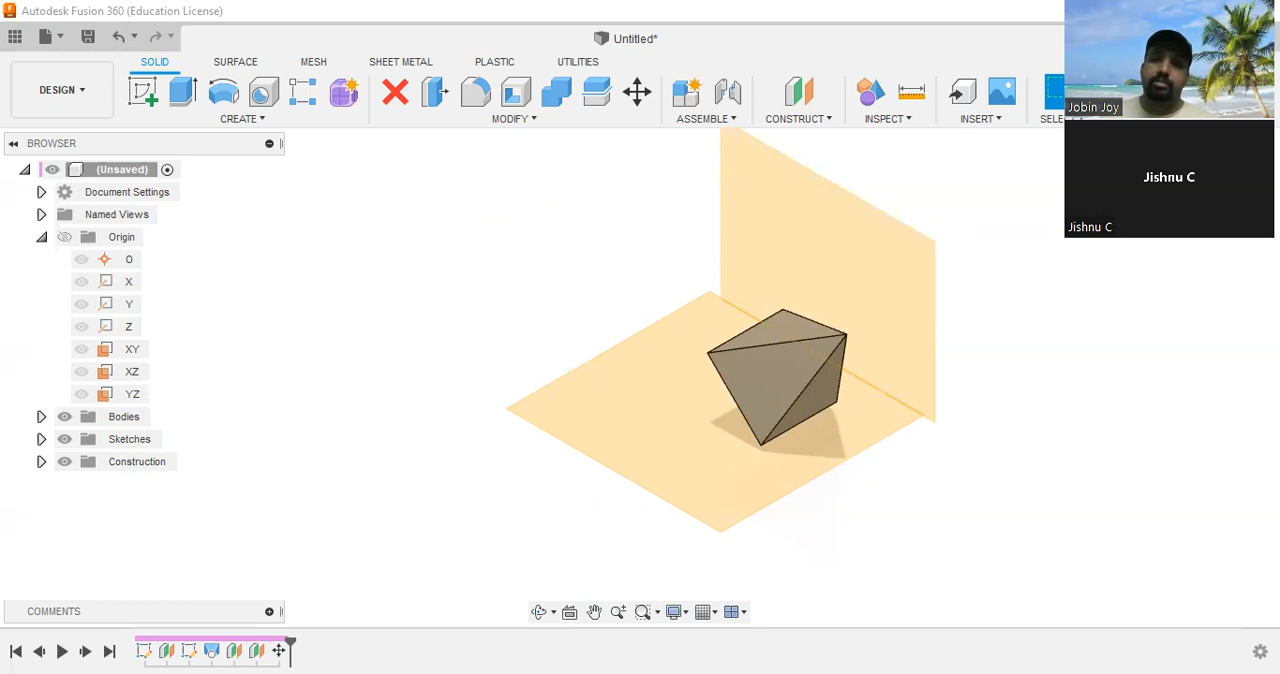 Autodesk Fusion 360 (Education License)
Untitled*
SOLID SURFACE MESH SHEET METAL PLASTIC UTILITIES
DESIGN
CREATE MODIFY ASSEMBLE CONSTRUCT INSPECT INSERT SELE
Jobin Joy
Jishnu C
Jishnu C
BROWSER
(Unsaved)
Document Settings
Named Views
Origin
O
X
Y
Z
XY
XZ
YZ
Bodies
Sketches
Construction
COMMENTS